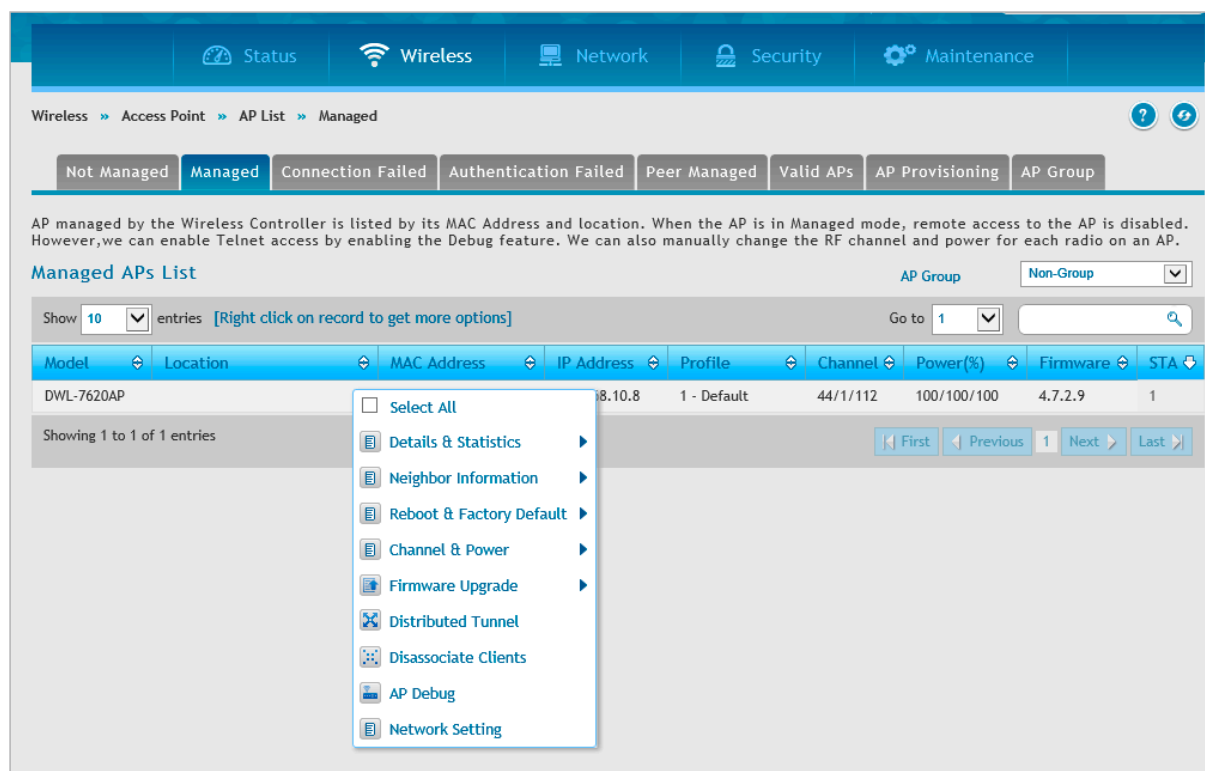 Status Wireless Network Security Maintenance
Wireless » Access Point » AP List » Managed
Not Managed Managed Connection Failed Authentication Failed Peer Managed Valid APs AP Provisioning AP Group
AP managed by the Wireless Controller is listed by its MAC Address and location. When the AP is in Managed mode, remote access to the AP is disabled.
However,we can enable Telnet access by enabling the Debug feature. We can also manually change the RF channel and power for each radio on an AP.
Managed APs List AP Group Non-Group
Show 10 entries [Right click on record to get more options] Go to 1
Model Location MAC Address IP Address Profile Channel Power(%) Firmware STA
DWL-7620AP 8.10.8 1 - Default 44/1/112 100/100/100 4.7.2.9 1
Showing 1 to 1 of 1 entries First Previous 1 Next Last
Select All
Details & Statistics
Neighbor Information
Reboot & Factory Default
Channel & Power
Firmware Upgrade
Distributed Tunnel
Disassociate Clients
AP Debug
Network Setting